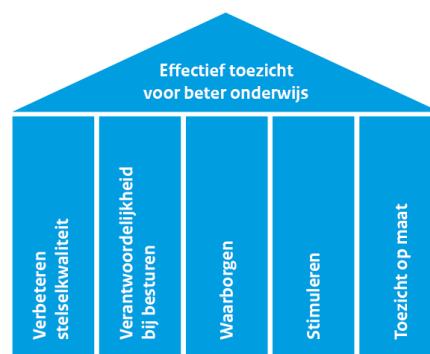 Effectief toezicht
voor beter onderwijs
Verbeteren
stelselkwaliteit
Verantwoordelijkheid
bij besturen
Waarborgen
Stimuleren
Toezicht op maat